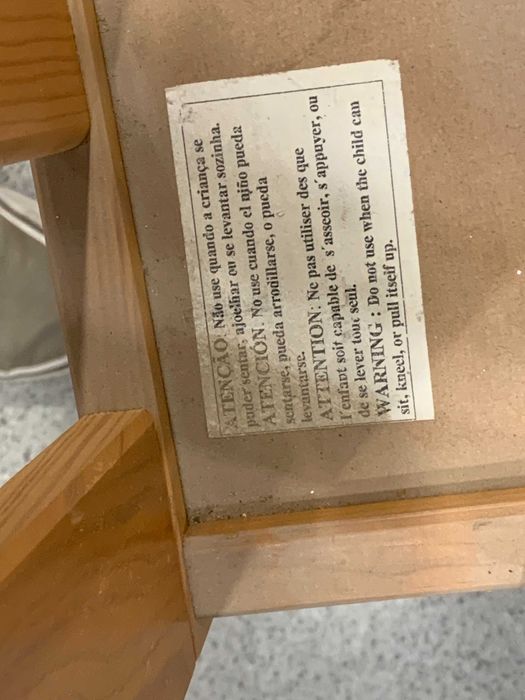 ATENÇÃO: Não use quando a criança se
puder sentar, ajoelhar ou se levantar sozinha.
ATENCIÓN: No use cuando el niño pueda
sentarse, pueda arrodillarse, o pueda
levantarse.
ATTENTION: Ne pas utiliser des que
l'enfant soit capable de s'asseoir, s'appuyer, ou
de se lever tout seul.
WARNING : Do not use when the child can
sit, kneel, or pull itself up.